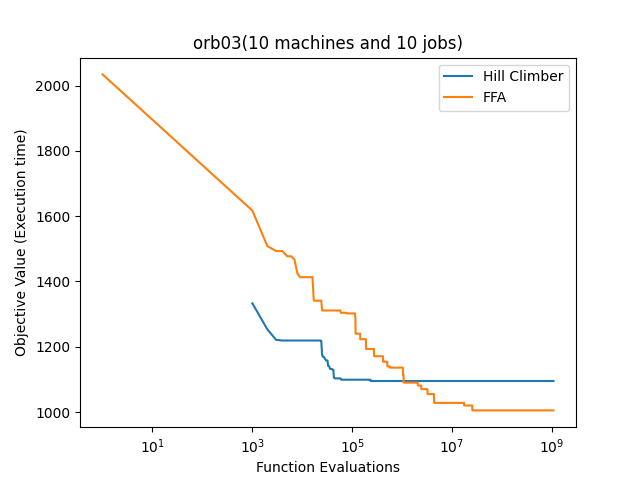 orb03(10 machines and 10 jobs)
Hill Climber
FFA
Objective Value (Execution time)
2000
1800
1600
1400
1200
1000
10¹
10³
10⁵
10⁷
10⁹
Function Evaluations